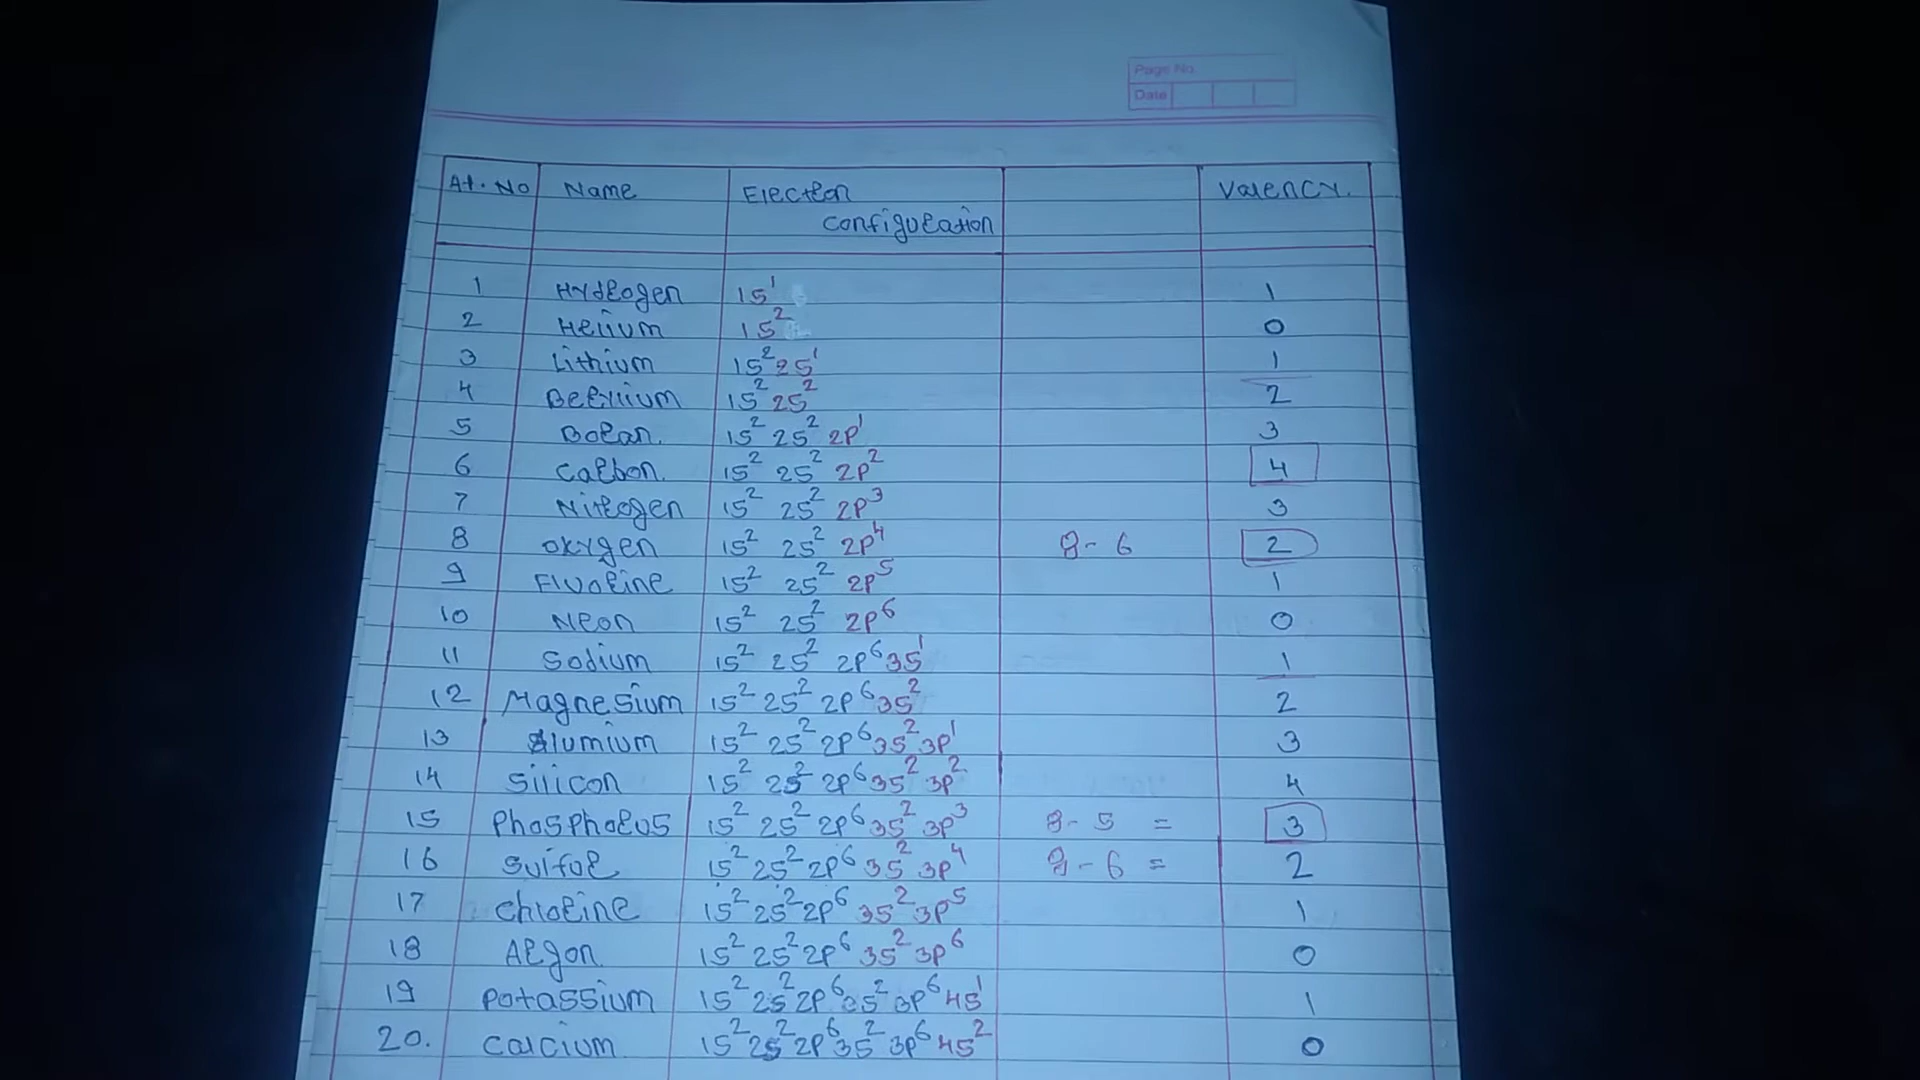 Page No.
Date
At. No Name Electron Valency.
configuration
1 Hydrogen 1s¹ 1
2 Helium 1s² 0
3 Lithium 1s² 2s¹ 1
4 Berylium 1s² 2s² 2
5 Boran. 1s² 2s² 2p¹ 3
6 Carbon. 1s² 2s² 2p² 4
7 Nitrogen 1s² 2s² 2p³ 3
8 Oxygen 1s² 2s² 2p⁴ 8 - 6 2
9 Fluorine 1s² 2s² 2p⁵ 1
10 Neon 1s² 2s² 2p⁶ 0
11 Sodium 1s² 2s² 2p⁶ 3s¹ 1
12 Magnesium 1s² 2s² 2p⁶ 3s² 2
13 Alumium 1s² 2s² 2p⁶ 3s² 3p¹ 3
14 Silicon 1s² 2s² 2p⁶ 3s² 3p² 4
15 Phosphorus 1s² 2s² 2p⁶ 3s² 3p³ 8 - 5 = 3
16 Sulfor 1s² 2s² 2p⁶ 3s² 3p⁴ 8 - 6 = 2
17 Chlorine 1s² 2s² 2p⁶ 3s² 3p⁵ 1
18 Argon. 1s² 2s² 2p⁶ 3s² 3p⁶ 0
19 Potassium 1s² 2s² 2p⁶ 3s² 3p⁶ 4s¹ 1
20. Calcium 1s² 2s² 2p⁶ 3s² 3p⁶ 4s² 0